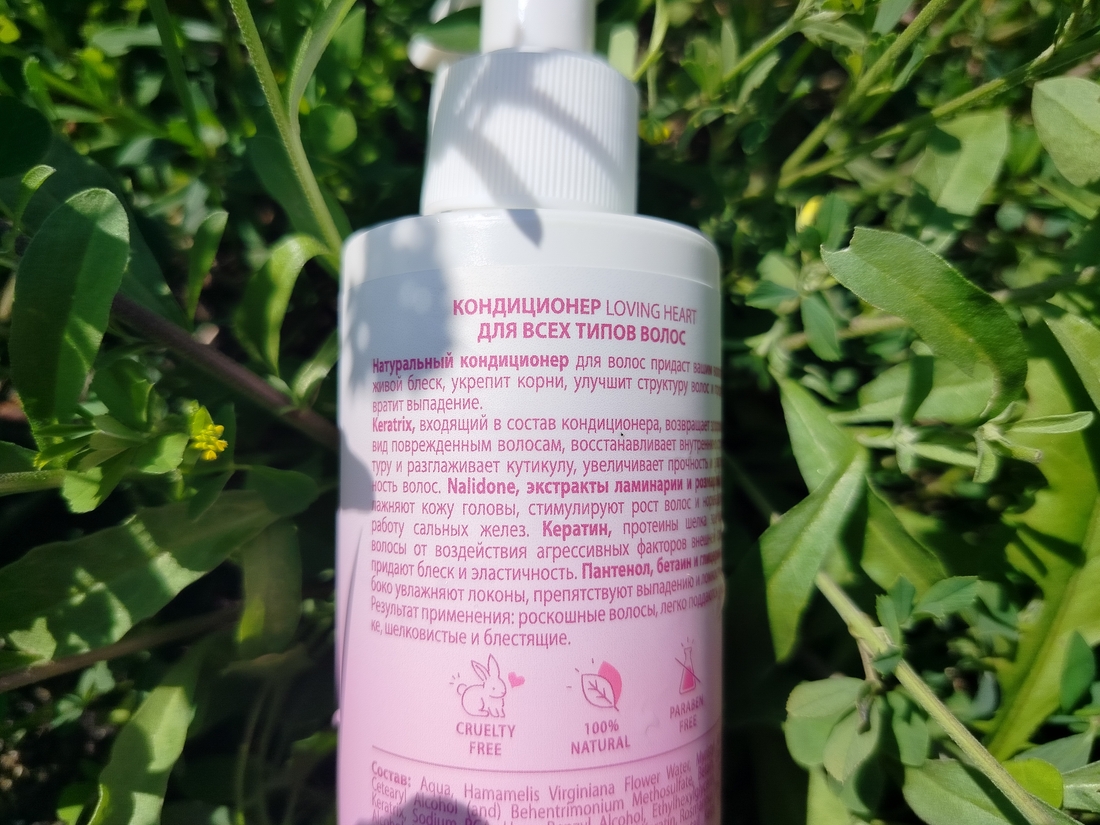 КОНДИЦИОНЕР LOVING HEART
ДЛЯ ВСЕХ ТИПОВ ВОЛОС
Натуральный кондиционер для волос придаст
живой блеск, укрепит корни, улучшит структуру волос и
вратит выпадение.
Keratrix, входящий в состав кондиционера, возвращает
вид поврежденным волосам, восстанавливает
туру и разглаживает кутикулу, увеличивает прочность и
ность волос. Nalidone, экстракты ламинарии и
лажняют кожу головы, стимулируют рост волос и
работу сальных желез. Кератин, протеины шелка
волосы от воздействия агрессивных факторов
придают блеск и эластичность. Пантенол, бетаин и
боко увлажняют локоны, препятствуют выпадению и
Результат применения: роскошные волосы, легко
ке, шелковистые и блестящие.
CRUELTY
FREE
100%
NATURAL
PARABEN
FREE
Состав: Aqua, Hamamelis Virginiana Flower Water,
Cetearyl Alcohol (and) Behentrimonium Methosulfate,
Keratrix, Sodium Alcohol,